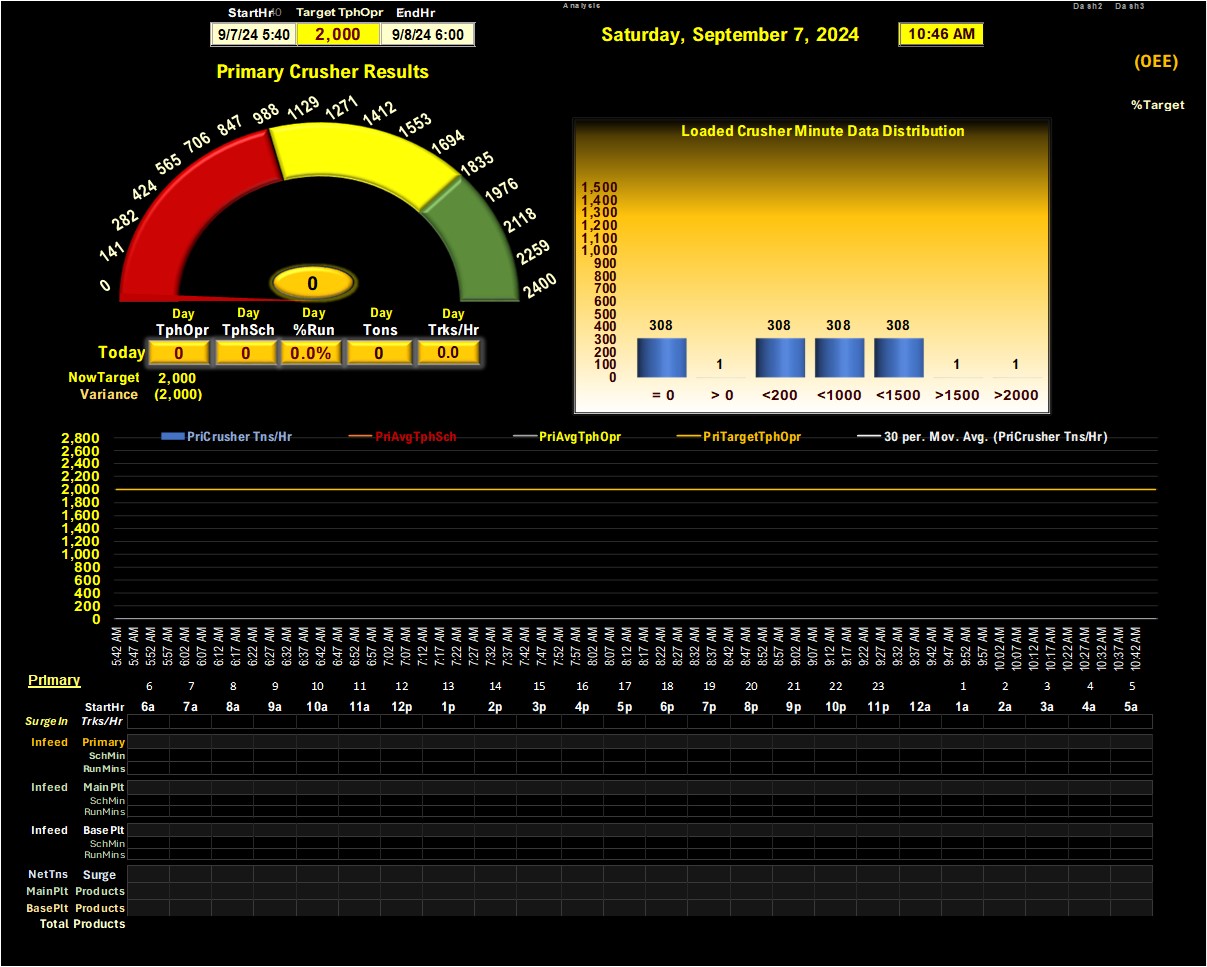 Analysis
Dash2 Dash3
StartHr Target TphOpr EndHr
9/7/24 5:40 2,000 9/8/24 6:00
Saturday, September 7, 2024 10:46 AM
(OEE)
%Target
Primary Crusher Results
0 141 282 424 565 706 847 988 1129 1271 1412 1553 1694 1835 1976 2118 2259 2400
0
Day Day Day Day Day
TphOpr TphSch %Run Tons Trks/Hr
Today 0 0 0.0% 0 0.0
NowTarget 2,000
Variance (2,000)
Loaded Crusher Minute Data Distribution
1,500
1,400
1,300
1,200
1,100
1,000
900
800
700
600
500
400
300
200
100
0
308 1 308 308 308 1 1
= 0 > 0 <200 <1000 <1500 >1500 >2000
PriCrusher Tns/Hr PriAvgTphSch PriAvgTphOpr PriTargetTphOpr 30 per. Mov. Avg. (PriCrusher Tns/Hr)
2,800
2,600
2,400
2,200
2,000
1,800
1,600
1,400
1,200
1,000
800
600
400
200
0
5:42 AM 5:47 AM 5:52 AM 5:57 AM 6:02 AM 6:07 AM 6:12 AM 6:17 AM 6:22 AM 6:27 AM 6:32 AM 6:37 AM 6:42 AM 6:47 AM 6:52 AM 6:57 AM 7:02 AM 7:07 AM 7:12 AM 7:17 AM 7:22 AM 7:27 AM 7:32 AM 7:37 AM 7:42 AM 7:47 AM 7:52 AM 7:57 AM 8:02 AM 8:07 AM 8:12 AM 8:17 AM 8:22 AM 8:27 AM 8:32 AM 8:37 AM 8:42 AM 8:47 AM 8:52 AM 8:57 AM 9:02 AM 9:07 AM 9:12 AM 9:17 AM 9:22 AM 9:27 AM 9:32 AM 9:37 AM 9:42 AM 9:47 AM 9:52 AM 9:57 AM 10:02 AM 10:07 AM 10:12 AM 10:17 AM 10:22 AM 10:27 AM 10:32 AM 10:37 AM 10:42 AM
Primary
6 7 8 9 10 11 12 13 14 15 16 17 18 19 20 21 22 23 1 2 3 4 5
StartHr 6a 7a 8a 9a 10a 11a 12p 1p 2p 3p 4p 5p 6p 7p 8p 9p 10p 11p 12a 1a 2a 3a 4a 5a
SurgeIn Trks/Hr
Infeed Primary
SchMin
RunMins
Infeed MainPlt
SchMin
RunMins
Infeed BasePlt
SchMin
RunMins
NetTns Surge
MainPlt Products
BasePlt Products
Total Products